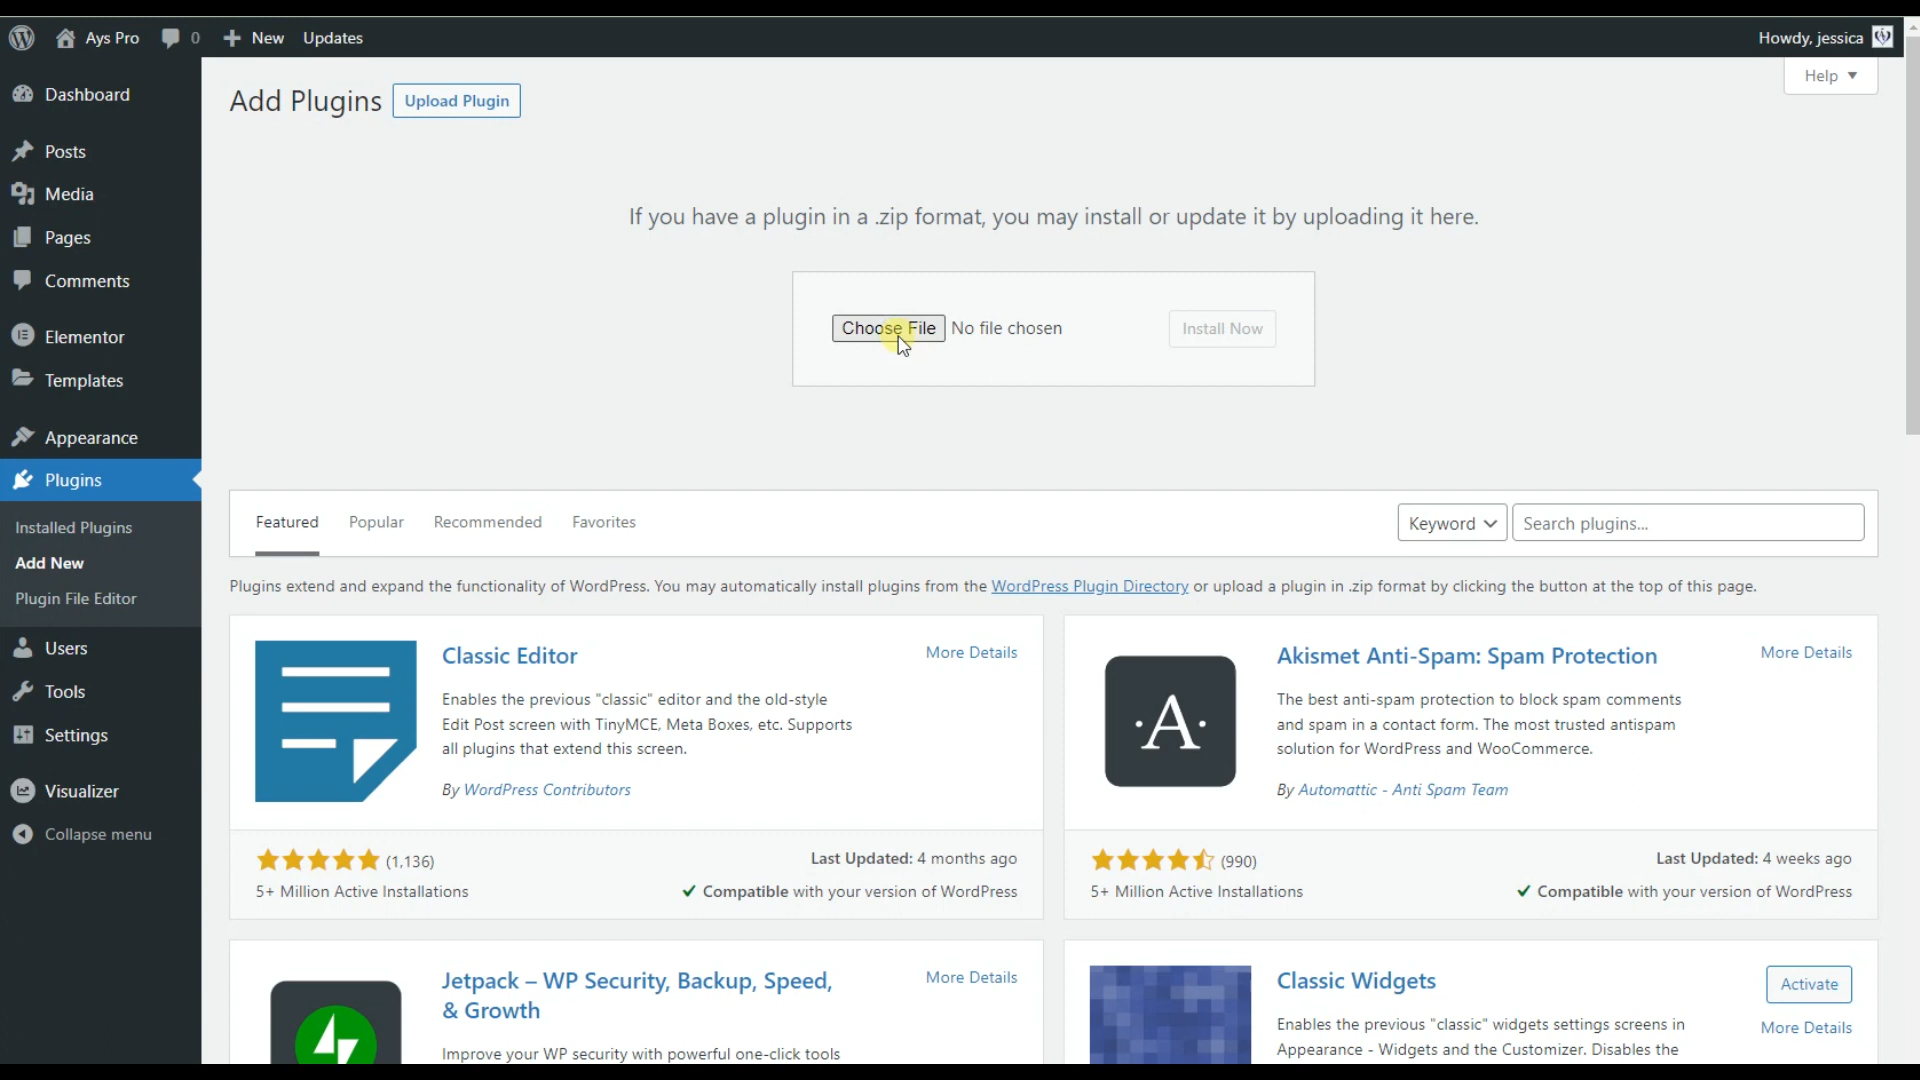 Ays Pro
0
New
Updates
Howdy, jessica
Help
Dashboard
Posts
Media
Pages
Comments
Elementor
Templates
Appearance
Plugins
Installed Plugins
Add New
Plugin File Editor
Users
Tools
Settings
Visualizer
Collapse menu
Add Plugins
Upload Plugin
If you have a plugin in a .zip format, you may install or update it by uploading it here.
Choose File No file chosen
Install Now
Featured
Popular
Recommended
Favorites
Keyword
Search plugins...
Plugins extend and expand the functionality of WordPress. You may automatically install plugins from the WordPress Plugin Directory or upload a plugin in .zip format by clicking the button at the top of this page.
Classic Editor
More Details
Enables the previous "classic" editor and the old-style
Edit Post screen with TinyMCE, Meta Boxes, etc. Supports
all plugins that extend this screen.
By WordPress Contributors
(1,136)
Last Updated: 4 months ago
5+ Million Active Installations
Compatible with your version of WordPress
·A·
Akismet Anti-Spam: Spam Protection
More Details
The best anti-spam protection to block spam comments
and spam in a contact form. The most trusted antispam
solution for WordPress and WooCommerce.
By Automattic - Anti Spam Team
(990)
Last Updated: 4 weeks ago
5+ Million Active Installations
Compatible with your version of WordPress
Jetpack – WP Security, Backup, Speed,
& Growth
More Details
Improve your WP security with powerful one-click tools
Classic Widgets
Activate
More Details
Enables the previous "classic" widgets settings screens in
Appearance - Widgets and the Customizer. Disables the